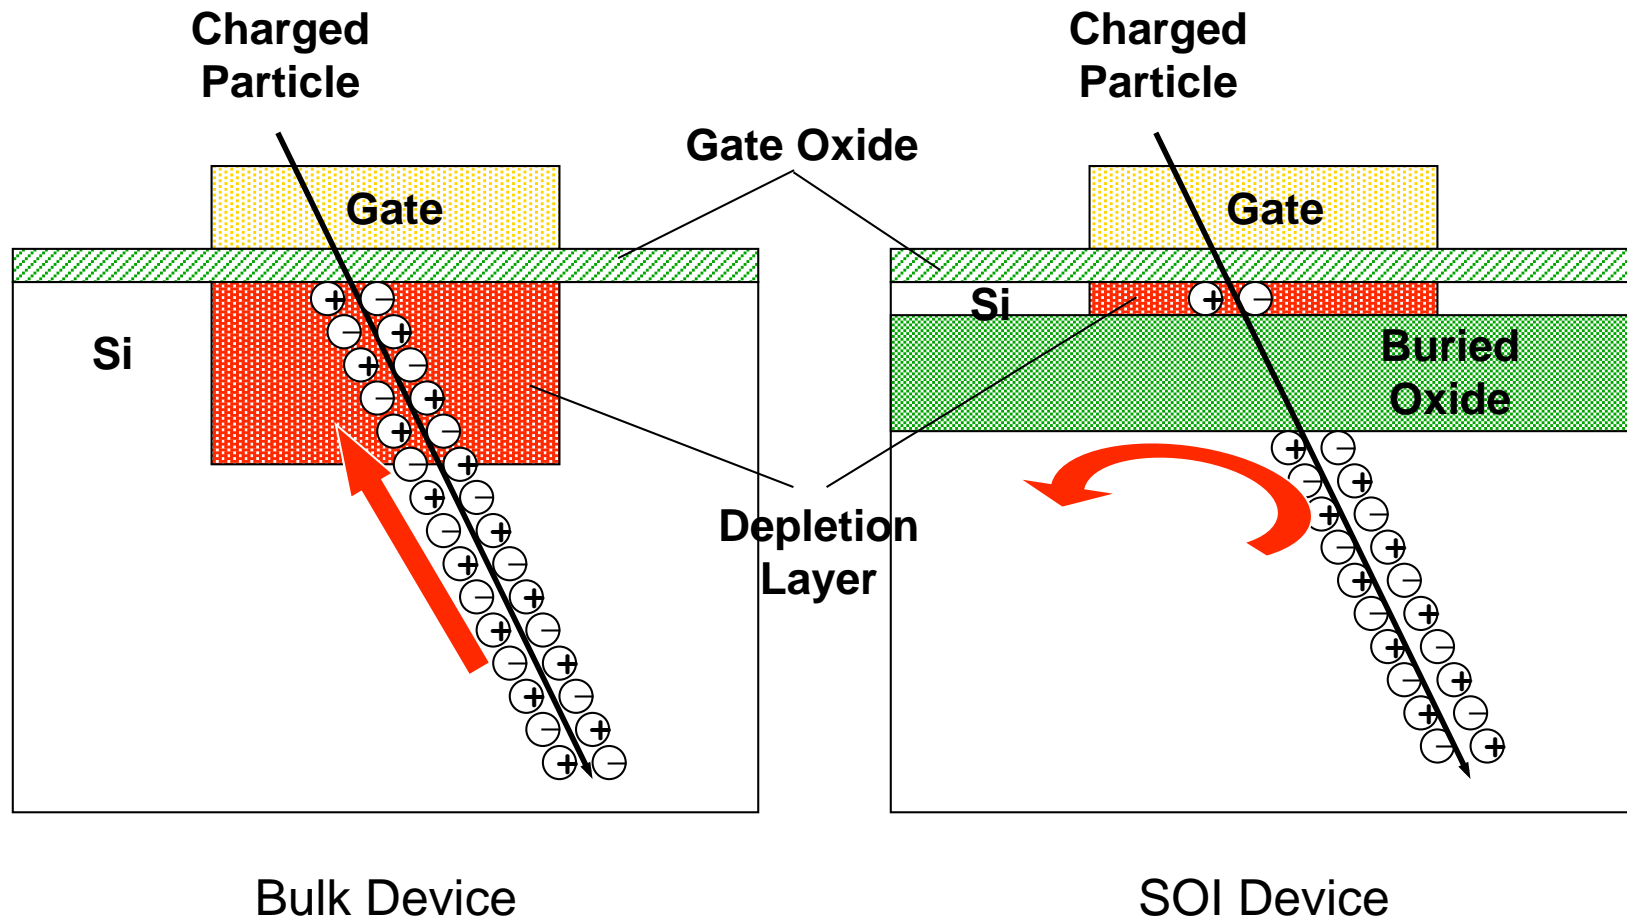 Charged
Particle
Charged
Particle
Gate Oxide
Gate
Gate
Si
Si
Buried
Oxide
Depletion
Layer
Bulk Device
SOI Device